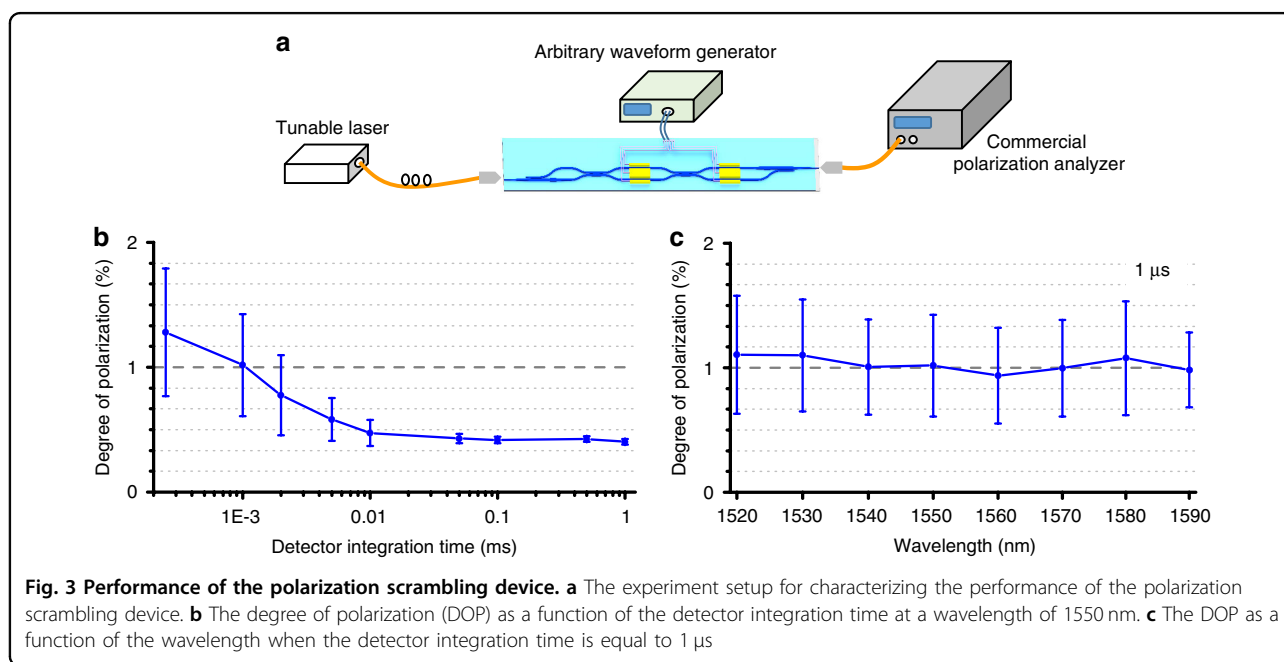 a
Arbitrary waveform generator
Tunable laser
Commercial
polarization analyzer
b
2
1
0
Degree of polarization (%)
1E-3 0.01 0.1 1
Detector integration time (ms)
c
2
1
0
Degree of polarization (%)
1 μs
1520 1530 1540 1550 1560 1570 1580 1590
Wavelength (nm)
Fig. 3 Performance of the polarization scrambling device. a The experiment setup for characterizing the performance of the polarization
scrambling device. b The degree of polarization (DOP) as a function of the detector integration time at a wavelength of 1550 nm. c The DOP as a
function of the wavelength when the detector integration time is equal to 1 μs